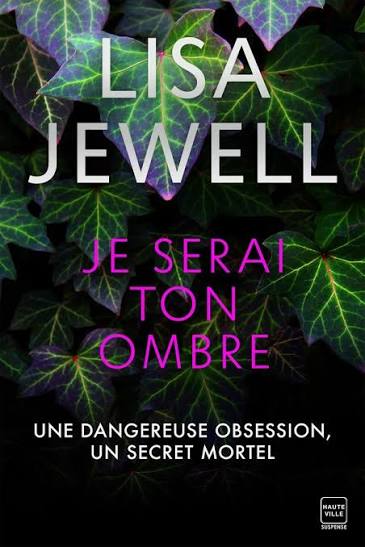 LISA
JEWELL
JE SERAI
TON
OMBRE
UNE DANGEREUSE OBSESSION,
UN SECRET MORTEL
HAUTE
VILLE
SUSPENSE